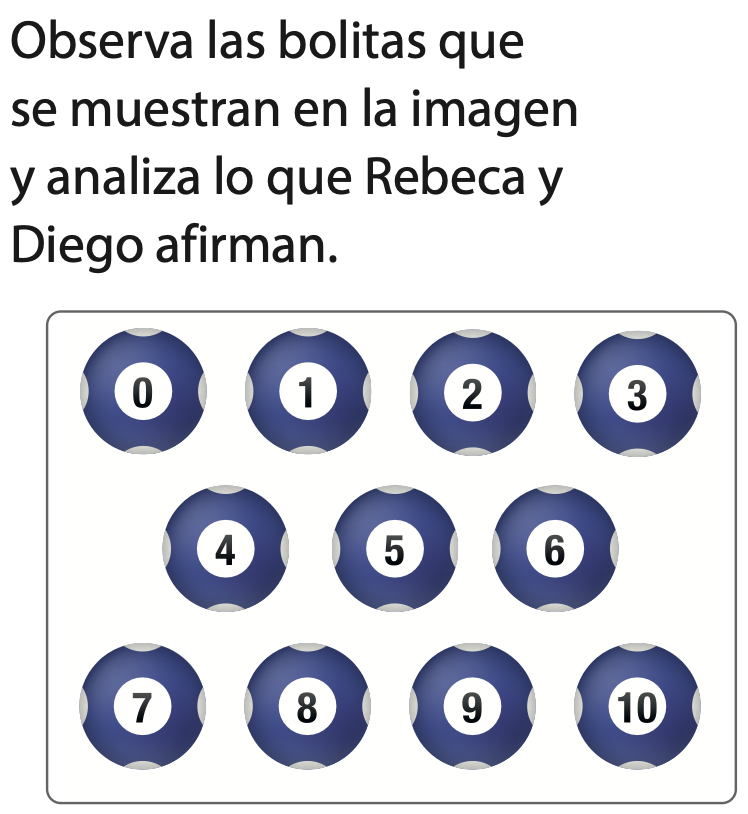 Observa las bolitas que
se muestran en la imagen
y analiza lo que Rebeca y
Diego afirman.
0 1 2 3
4 5 6
7 8 9 10